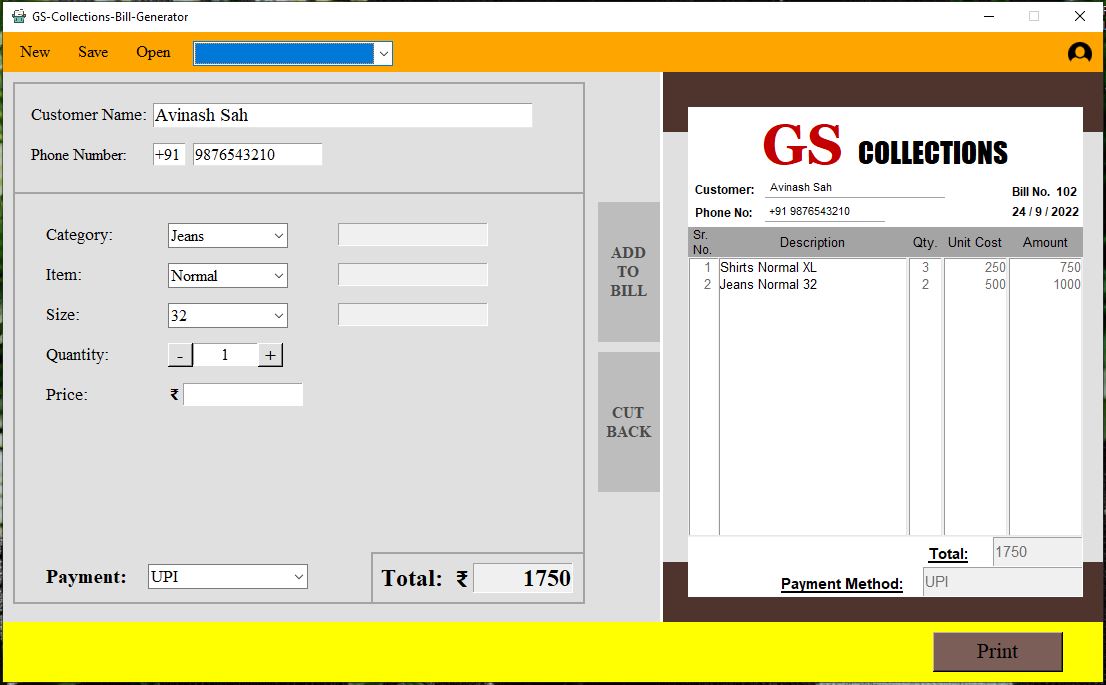 GS-Collections-Bill-Generator
New Save Open
Customer Name: Avinash Sah
Phone Number: +91 9876543210
Category: Jeans
Item: Normal
Size: 32
Quantity: - 1 +
Price: ₹
Payment: UPI
Total: ₹ 1750
ADD
TO
BILL
CUT
BACK
GS COLLECTIONS
Customer: Avinash Sah
Bill No. 102
Phone No: +91 9876543210
24 / 9 / 2022
Sr. No. Description Qty. Unit Cost Amount
1 Shirts Normal XL 3 250 750
2 Jeans Normal 32 2 500 1000
Total: 1750
Payment Method: UPI
Print